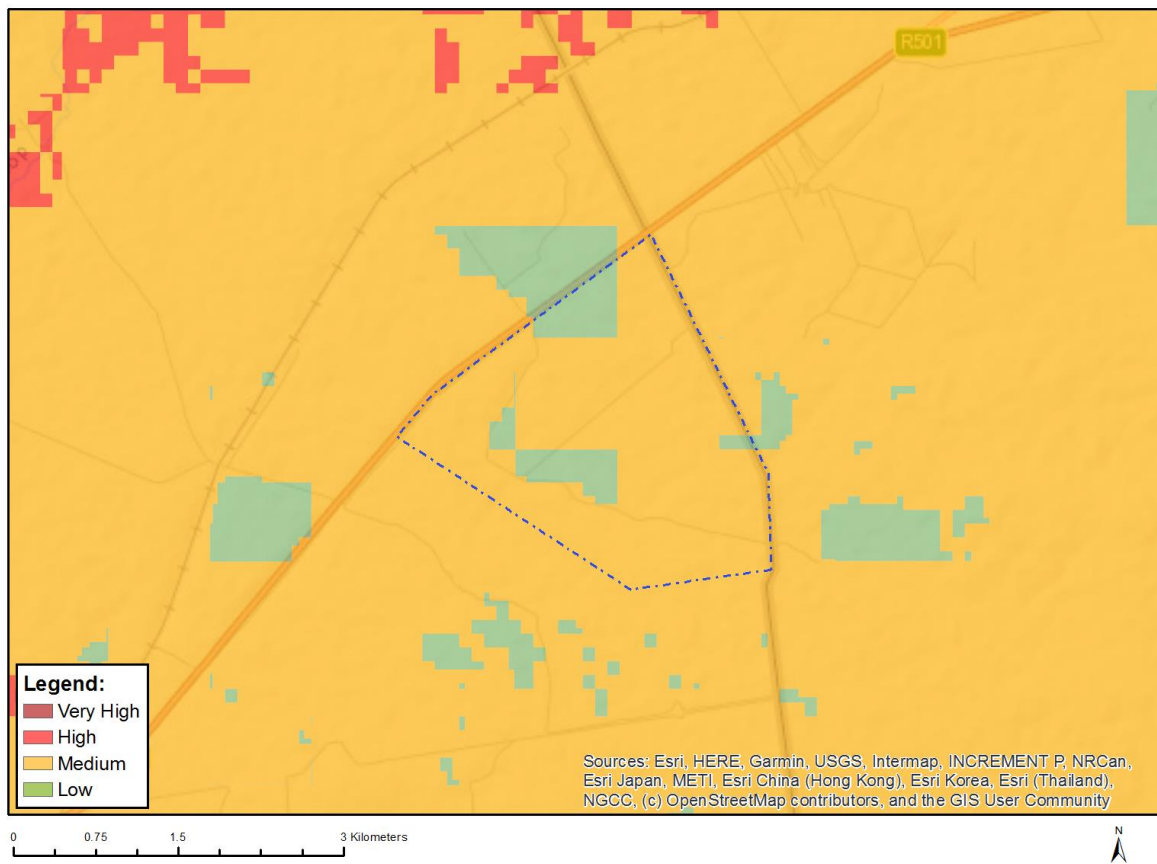 R501
Legend:
Very High
High
Medium
Low
Sources: Esri, HERE, Garmin, USGS, Intermap, INCREMENT P, NRCan,
Esri Japan, METI, Esri China (Hong Kong), Esri Korea, Esri (Thailand),
NGCC, (c) OpenStreetMap contributors, and the GIS User Community
0 0.75 1.5 3 Kilometers
N